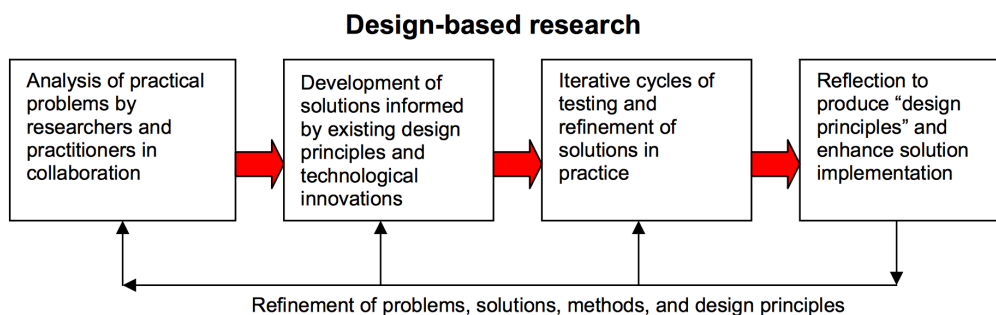 Design-based research
Analysis of practical
problems by
researchers and
practitioners in
collaboration
Development of
solutions informed
by existing design
principles and
technological
innovations
Iterative cycles of
testing and
refinement of
solutions in
practice
Reflection to
produce “design
principles” and
enhance solution
implementation
Refinement of problems, solutions, methods, and design principles